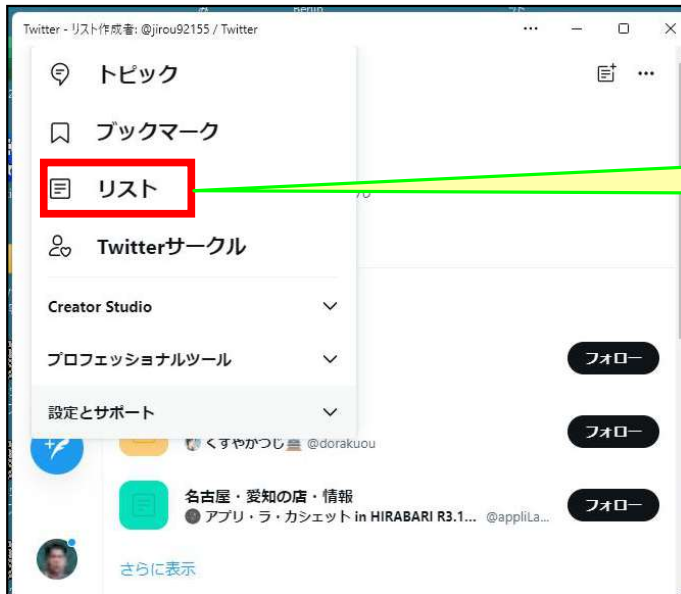 Twitter - リスト作成者: @jirou92155 / Twitter
トピック
ブックマーク
リスト
Twitterサークル
Creator Studio
プロフェッショナルツール
フォロー
設定とサポート
フォロー
くすやかつじ @dorakuou
名古屋・愛知の店・情報
アプリ・ラ・カシェット in HIRABARI R3.1... @appliLa...
フォロー
さらに表示